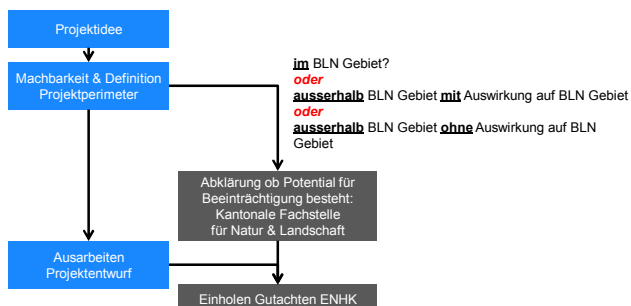 Projektidee
Machbarkeit & Definition
Projektperimeter
im BLN Gebiet?
oder
ausserhalb BLN Gebiet mit Auswirkung auf BLN Gebiet
oder
ausserhalb BLN Gebiet ohne Auswirkung auf BLN
Gebiet
Abklärung ob Potential für
Beeinträchtigung besteht:
Kantonale Fachstelle
für Natur & Landschaft
Ausarbeiten
Projektentwurf
Einholen Gutachten ENHK